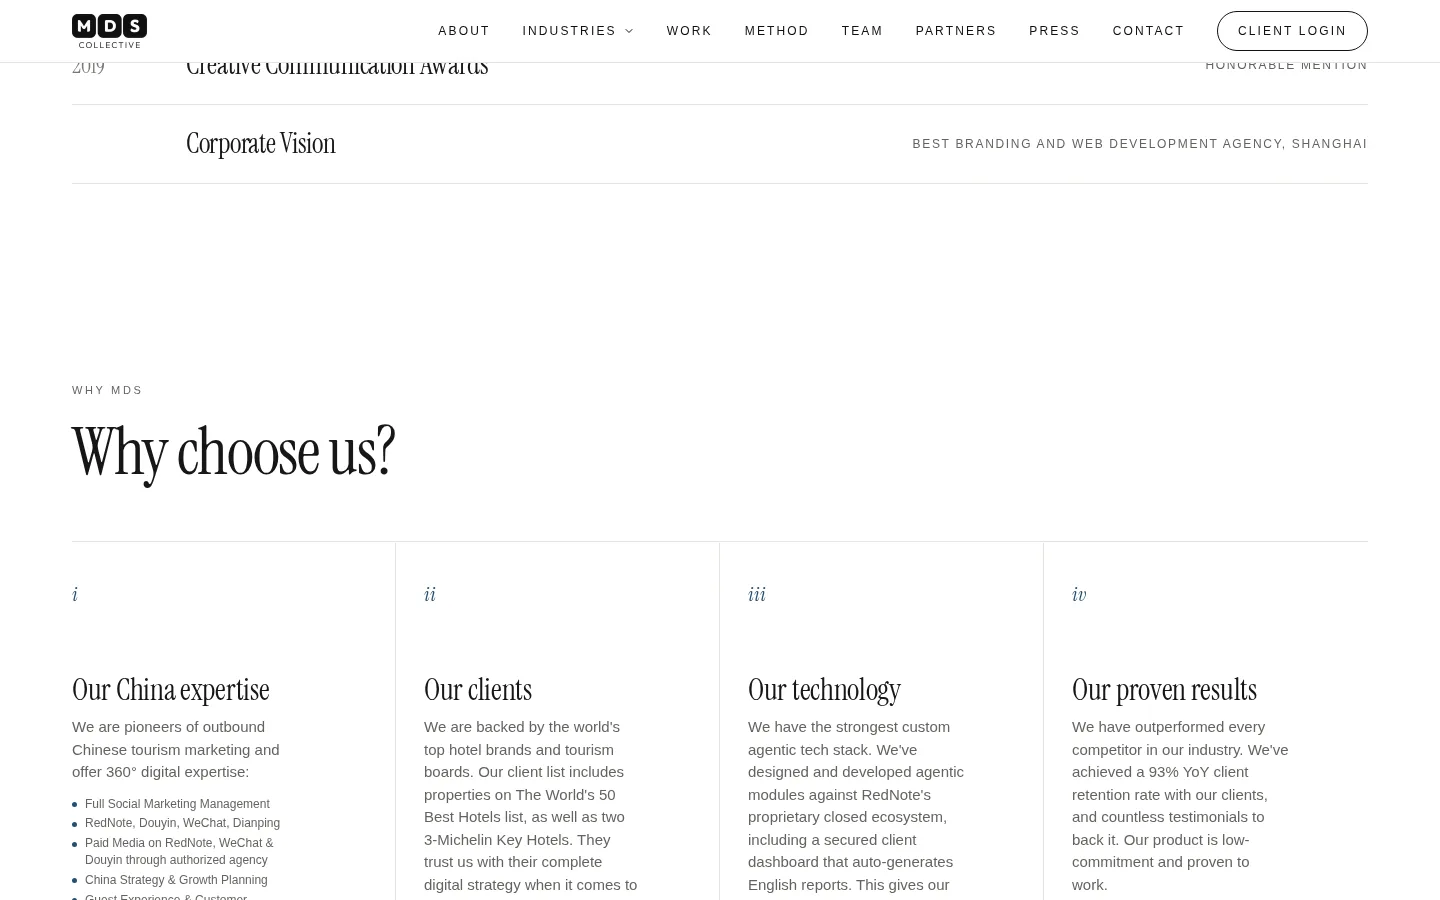 MDS
COLLECTIVE
ABOUT
INDUSTRIES
WORK
METHOD
TEAM
PARTNERS
PRESS
CONTACT
CLIENT LOGIN
2019
Creative Communication Awards
HONORABLE MENTION
Corporate Vision
BEST BRANDING AND WEB DEVELOPMENT AGENCY, SHANGHAI
WHY MDS
Why choose us?
i
Our China expertise
We are pioneers of outbound
Chinese tourism marketing and
offer 360° digital expertise:
Full Social Marketing Management
RedNote, Douyin, WeChat, Dianping
Paid Media on RedNote, WeChat &
Douyin through authorized agency
China Strategy & Growth Planning
Guest Experience & Customer
ii
Our clients
We are backed by the world's
top hotel brands and tourism
boards. Our client list includes
properties on The World's 50
Best Hotels list, as well as two
3-Michelin Key Hotels. They
trust us with their complete
digital strategy when it comes to
iii
Our technology
We have the strongest custom
agentic tech stack. We've
designed and developed agentic
modules against RedNote's
proprietary closed ecosystem,
including a secured client
dashboard that auto-generates
English reports. This gives our
iv
Our proven results
We have outperformed every
competitor in our industry. We've
achieved a 93% YoY client
retention rate with our clients,
and countless testimonials to
back it. Our product is low-
commitment and proven to
work.